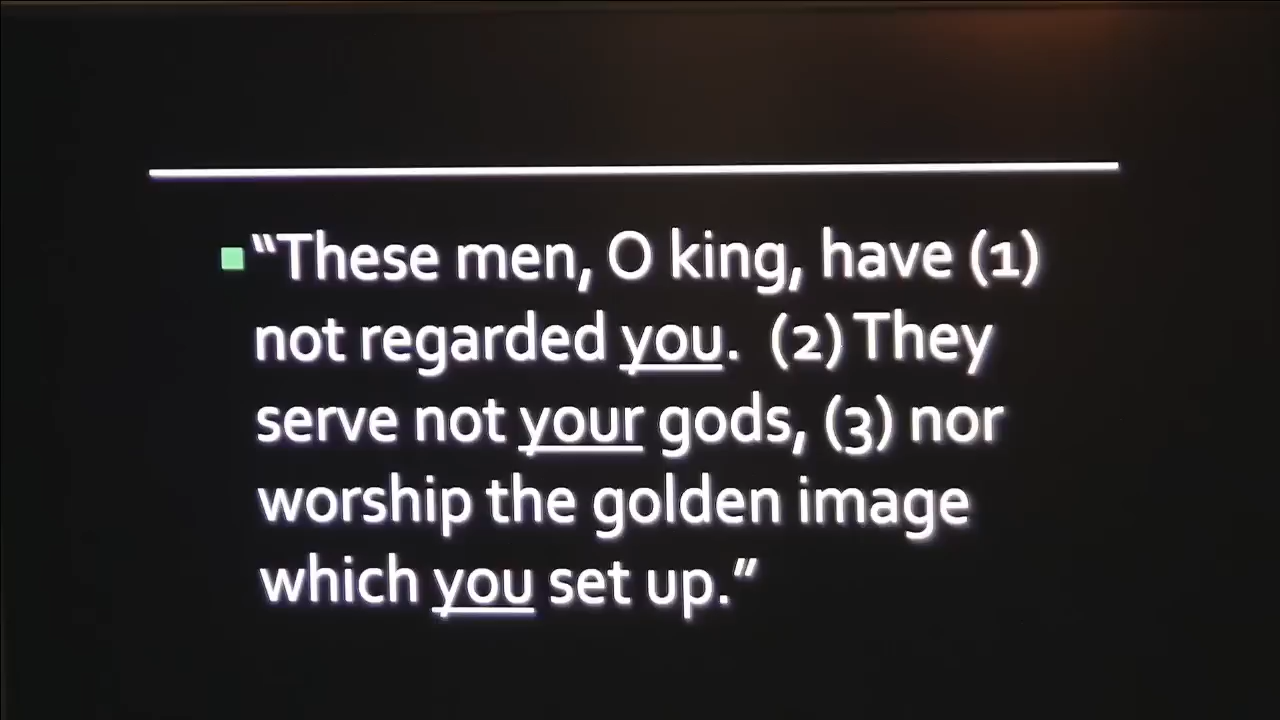 “These men, O king, have (1)
not regarded you.  (2) They
serve not your gods, (3) nor
worship the golden image
which you set up.”